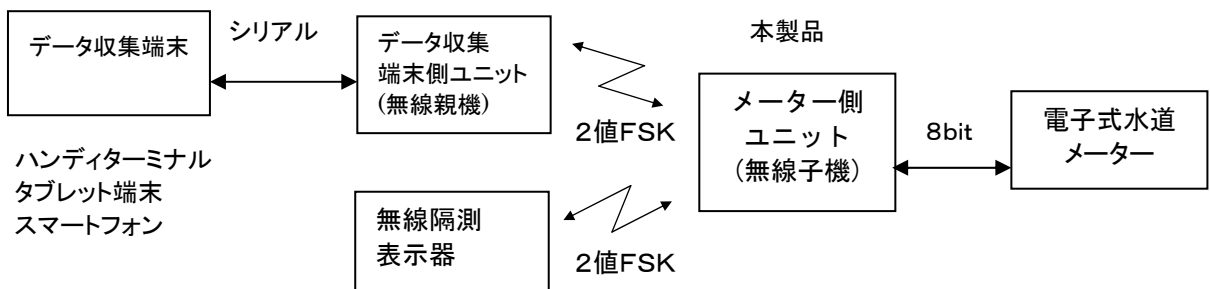 データ収集端末
シリアル
データ収集
端末側ユニット
(無線親機)
ハンディターミナル
タブレット端末
スマートフォン
2値FSK
本製品
メーター側
ユニット
(無線子機)
8bit
電子式水道
メーター
無線隔測
表示器
2値FSK